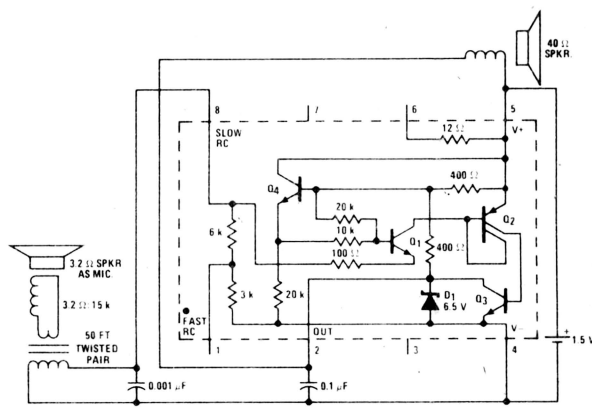 40 Ω
SPKR.
8
7
6
5
SLOW
RC
V+
12 Ω
Q4
400 Ω
20 k
Q2
6 k
10 k
Q1
400 Ω
100 Ω
3.2 Ω SPKR
AS MIC.
3.2 Ω:15 k
3 k
20 k
D1
6.5 V
Q3
50 FT
TWISTED
PAIR
FAST
RC
OUT
V−
1
2
3
4
+
1.5 V
0.001 µF
0.1 µF